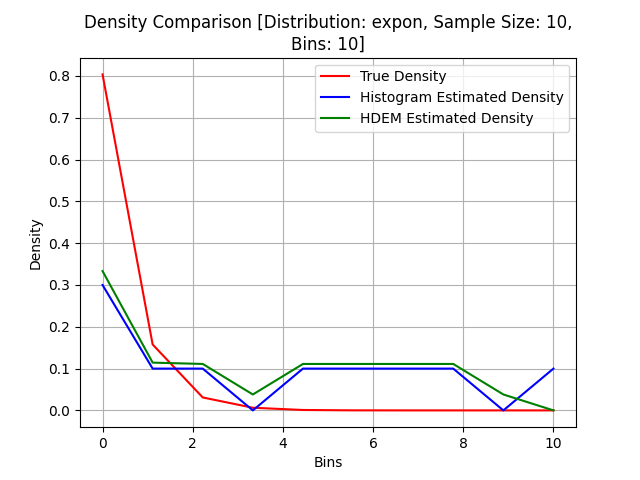 Density Comparison [Distribution: expon, Sample Size: 10,
Bins: 10]
True Density
Histogram Estimated Density
HDEM Estimated Density
Density
0.8
0.7
0.6
0.5
0.4
0.3
0.2
0.1
0.0
0 2 4 6 8 10
Bins